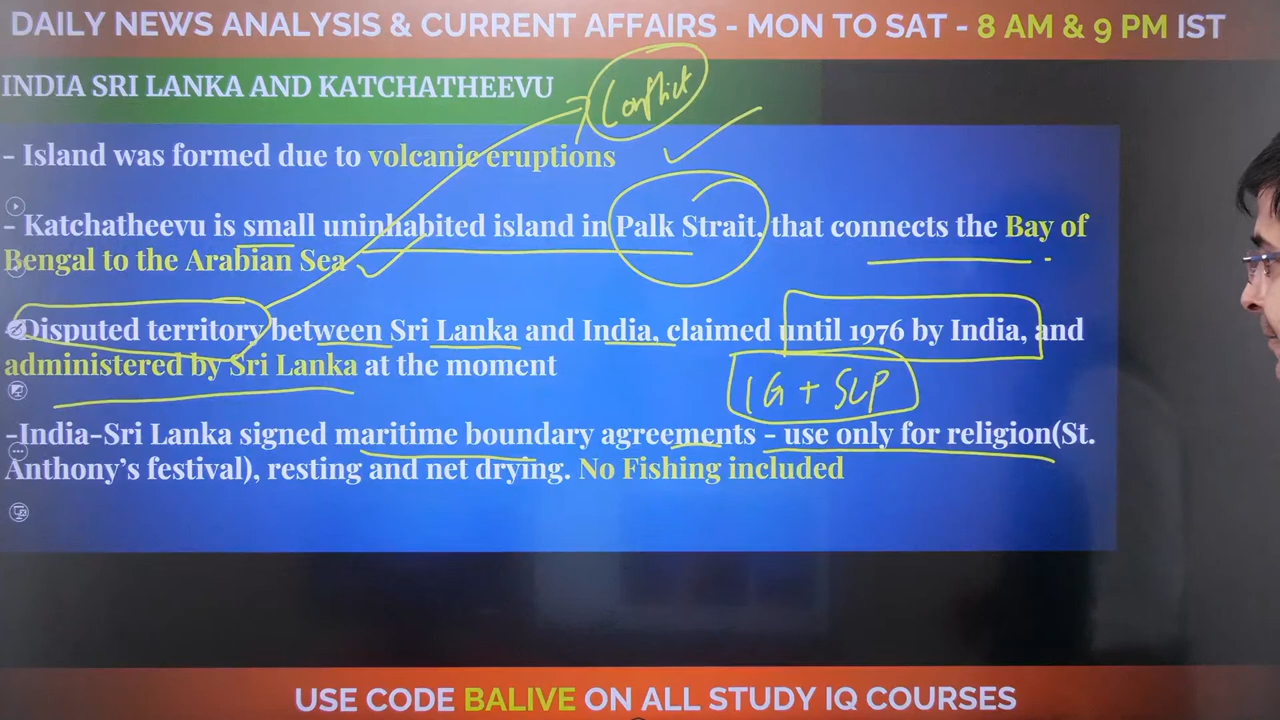 DAILY NEWS ANALYSIS & CURRENT AFFAIRS - MON TO SAT - 8 AM & 9 PM IST
INDIA SRI LANKA AND KATCHATHEEVU
Conflict
- Island was formed due to volcanic eruptions
- Katchatheevu is small uninhabited island in Palk Strait, that connects the Bay of
Bengal to the Arabian Sea
-Disputed territory between Sri Lanka and India, claimed until 1976 by India, and
administered by Sri Lanka at the moment
IG + SLP
-India-Sri Lanka signed maritime boundary agreements - use only for religion(St.
Anthony's festival), resting and net drying. No Fishing included
USE CODE BALIVE ON ALL STUDY IQ COURSES